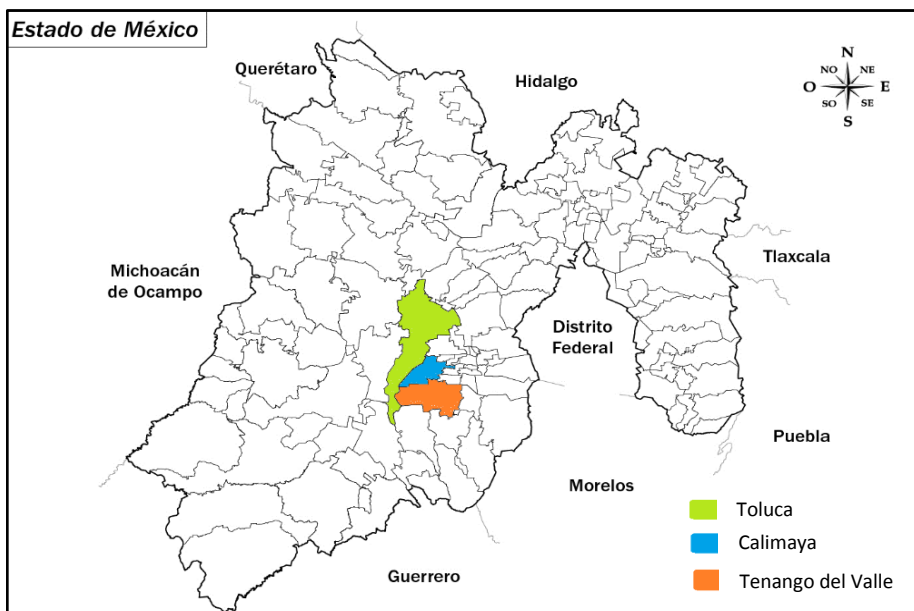 Estado de México
Querétaro
Hidalgo
N
NO
NE
O
E
SO
SE
S
Michoacán
de Ocampo
Tlaxcala
Distrito
Federal
Puebla
Morelos
Guerrero
Toluca
Calimaya
Tenango del Valle